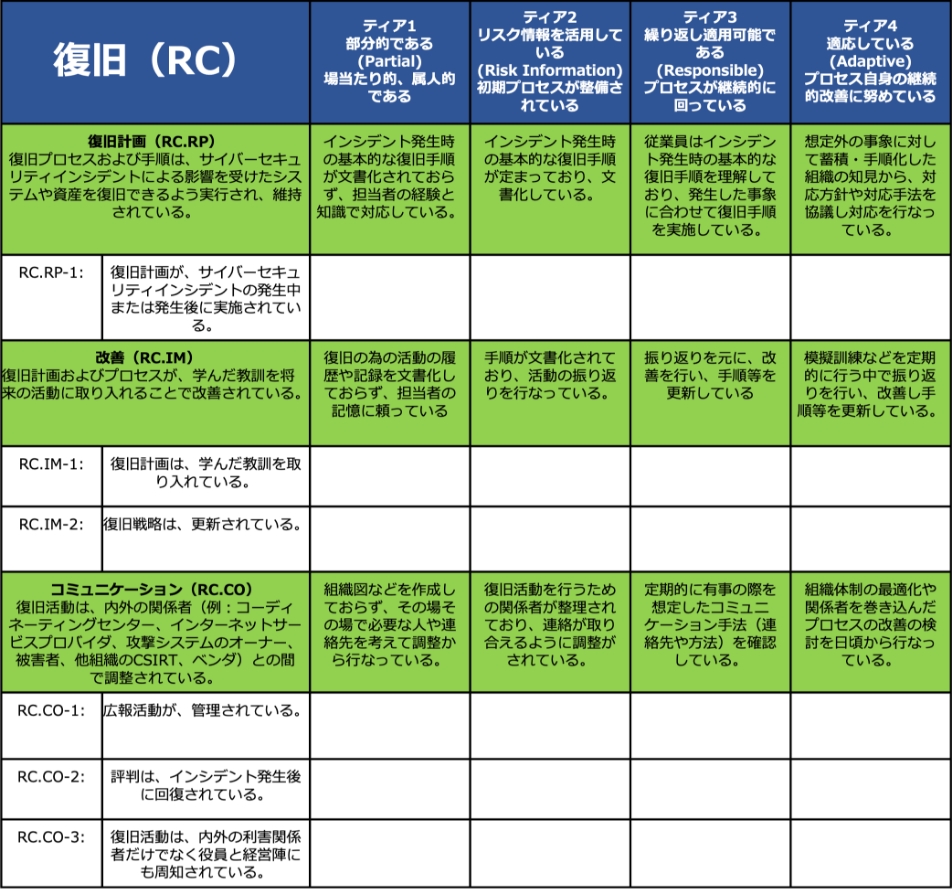 復旧（RC）
ティア1
部分的である
(Partial)
場当たり的、属人的
である
ティア2
リスク情報を活用して
いる
(Risk Information)
初期プロセスが整備さ
れている
ティア3
繰り返し適用可能で
ある
(Responsible)
プロセスが継続的に
回っている
ティア4
適応している
(Adaptive)
プロセス自身の継続
的改善に努めている
復旧計画（RC.RP）
復旧プロセスおよび手順は、サイバーセキュ
リティインシデントによる影響を受けたシス
テムや資産を復旧できるよう実行され、維持
されている。
インシデント発生時
の基本的な復旧手順
が文書化されておら
ず、担当者の経験と
知識で対応している。
インシデント発生時
の基本的な復旧手順
が定まっており、文
書化している。
従業員はインシデン
ト発生時の基本的な
復旧手順を理解して
おり、発生した事象
に合わせて復旧手順
を実施している。
想定外の事象に対し
て蓄積・手順化した
組織の知見から、対
応方針や対応手法を
協議し対応を行なっ
ている。
RC.RP-1:
復旧計画が、サイバーセキュ
リティインシデントの発生中
または発生後に実施されてい
る。
改善（RC.IM）
復旧計画およびプロセスが、学んだ教訓を将
来の活動に取り入れることで改善されている。
復旧の為の活動の履
歴や記録を文書化し
ておらず、担当者の
記憶に頼っている
手順が文書化されて
おり、活動の振り返
りを行なっている。
振り返りを元に、改
善を行い、手順等を
更新している
模擬訓練などを定期
的に行う中で振り返
りを行い、改善し手
順等を更新している。
RC.IM-1:
復旧計画は、学んだ教訓を取
り入れている。
RC.IM-2:
復旧戦略は、更新されている。
コミュニケーション（RC.CO）
復旧活動は、内外の関係者（例：コーディ
ネーティングセンター、インターネットサー
ビスプロバイダ、攻撃システムのオーナー、
被害者、他組織のCSIRT、ベンダ）との間
で調整されている。
組織図などを作成し
ておらず、その場そ
の場で必要な人や連
絡先を考えて調整か
ら行なっている。
復旧活動を行うため
の関係者が整理され
ており、連絡が取り
合えるように調整が
されている。
定期的に有事の際を
想定したコミュニ
ケーション手法（連
絡先や方法）を確認
している。
組織体制の最適化や
関係者を巻き込んだ
プロセスの改善の検
討を日頃から行なっ
ている。
RC.CO-1:
広報活動が、管理されている。
RC.CO-2:
評判は、インシデント発生後
に回復されている。
RC.CO-3:
復旧活動は、内外の利害関係
者だけでなく役員と経営陣に
も周知されている。